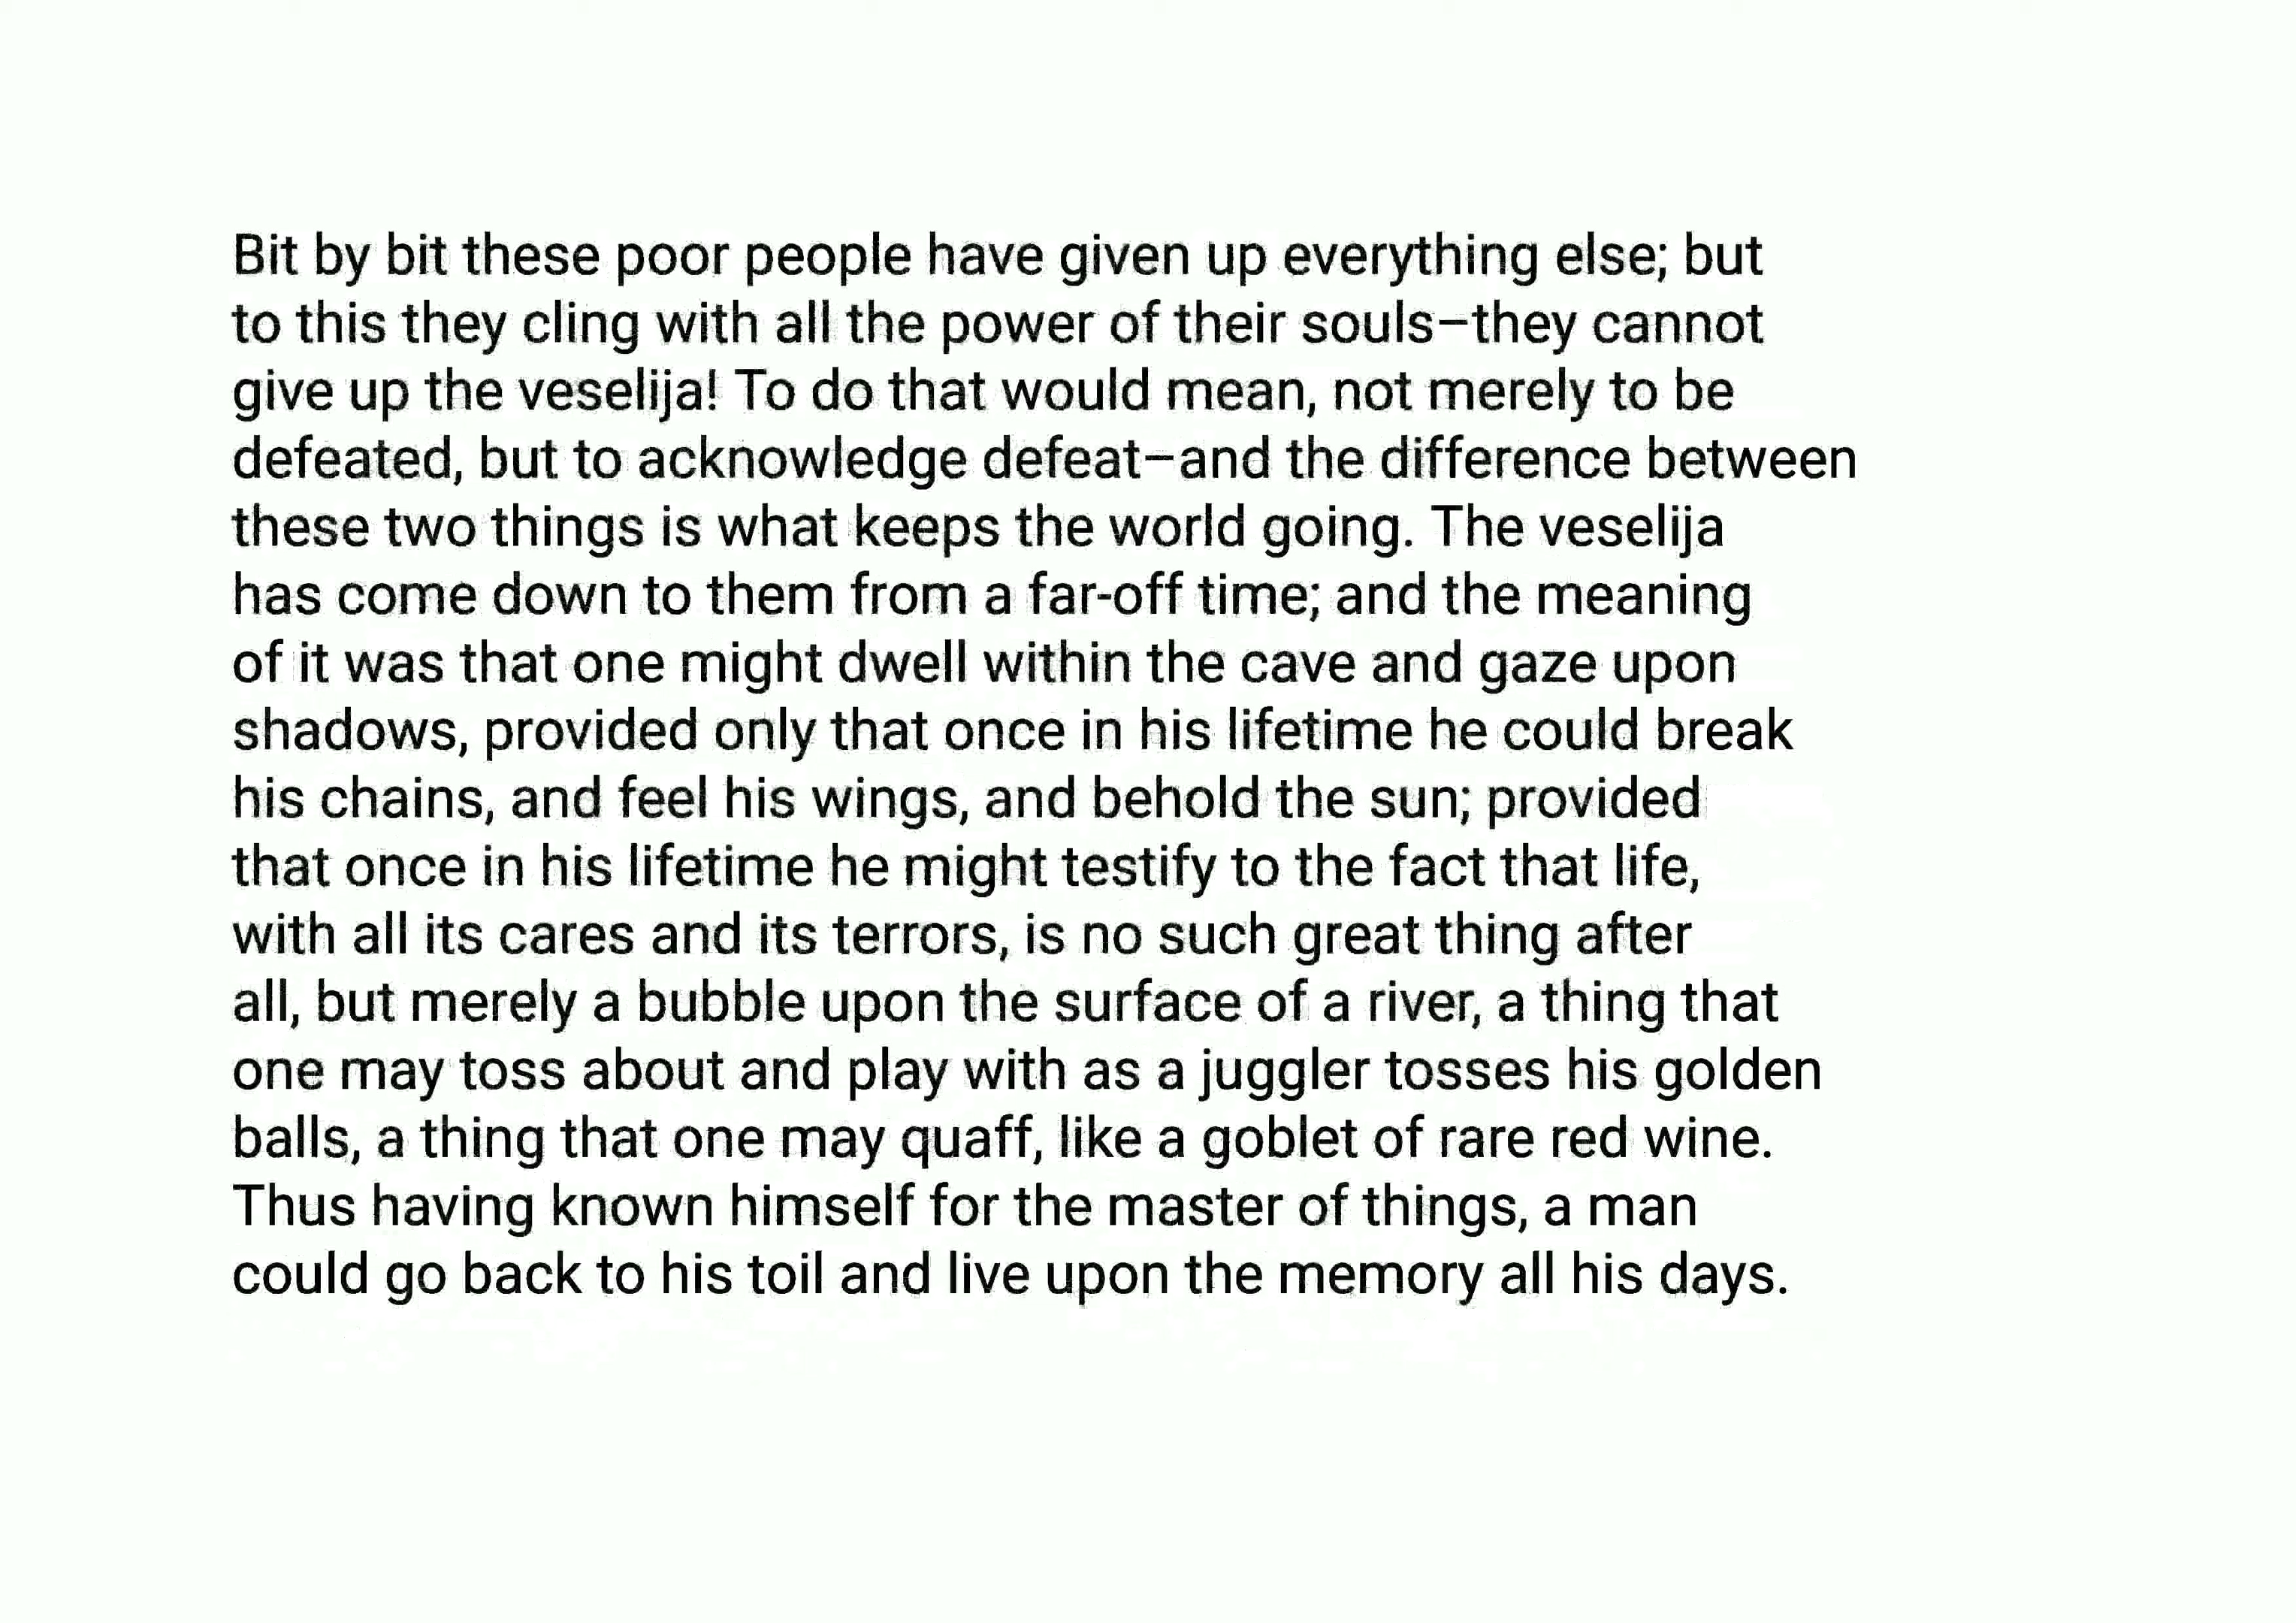 Bit by bit these poor people have given up everything else; but
to this they cling with all the power of their souls–they cannot
give up the veselija! To do that would mean, not merely to be
defeated, but to acknowledge defeat–and the difference between
these two things is what keeps the world going. The veselija
has come down to them from a far-off time; and the meaning
of it was that one might dwell within the cave and gaze upon
shadows, provided only that once in his lifetime he could break
his chains, and feel his wings, and behold the sun; provided
that once in his lifetime he might testify to the fact that life,
with all its cares and its terrors, is no such great thing after
all, but merely a bubble upon the surface of a river, a thing that
one may toss about and play with as a juggler tosses his golden
balls, a thing that one may quaff, like a goblet of rare red wine.
Thus having known himself for the master of things, a man
could go back to his toil and live upon the memory all his days.